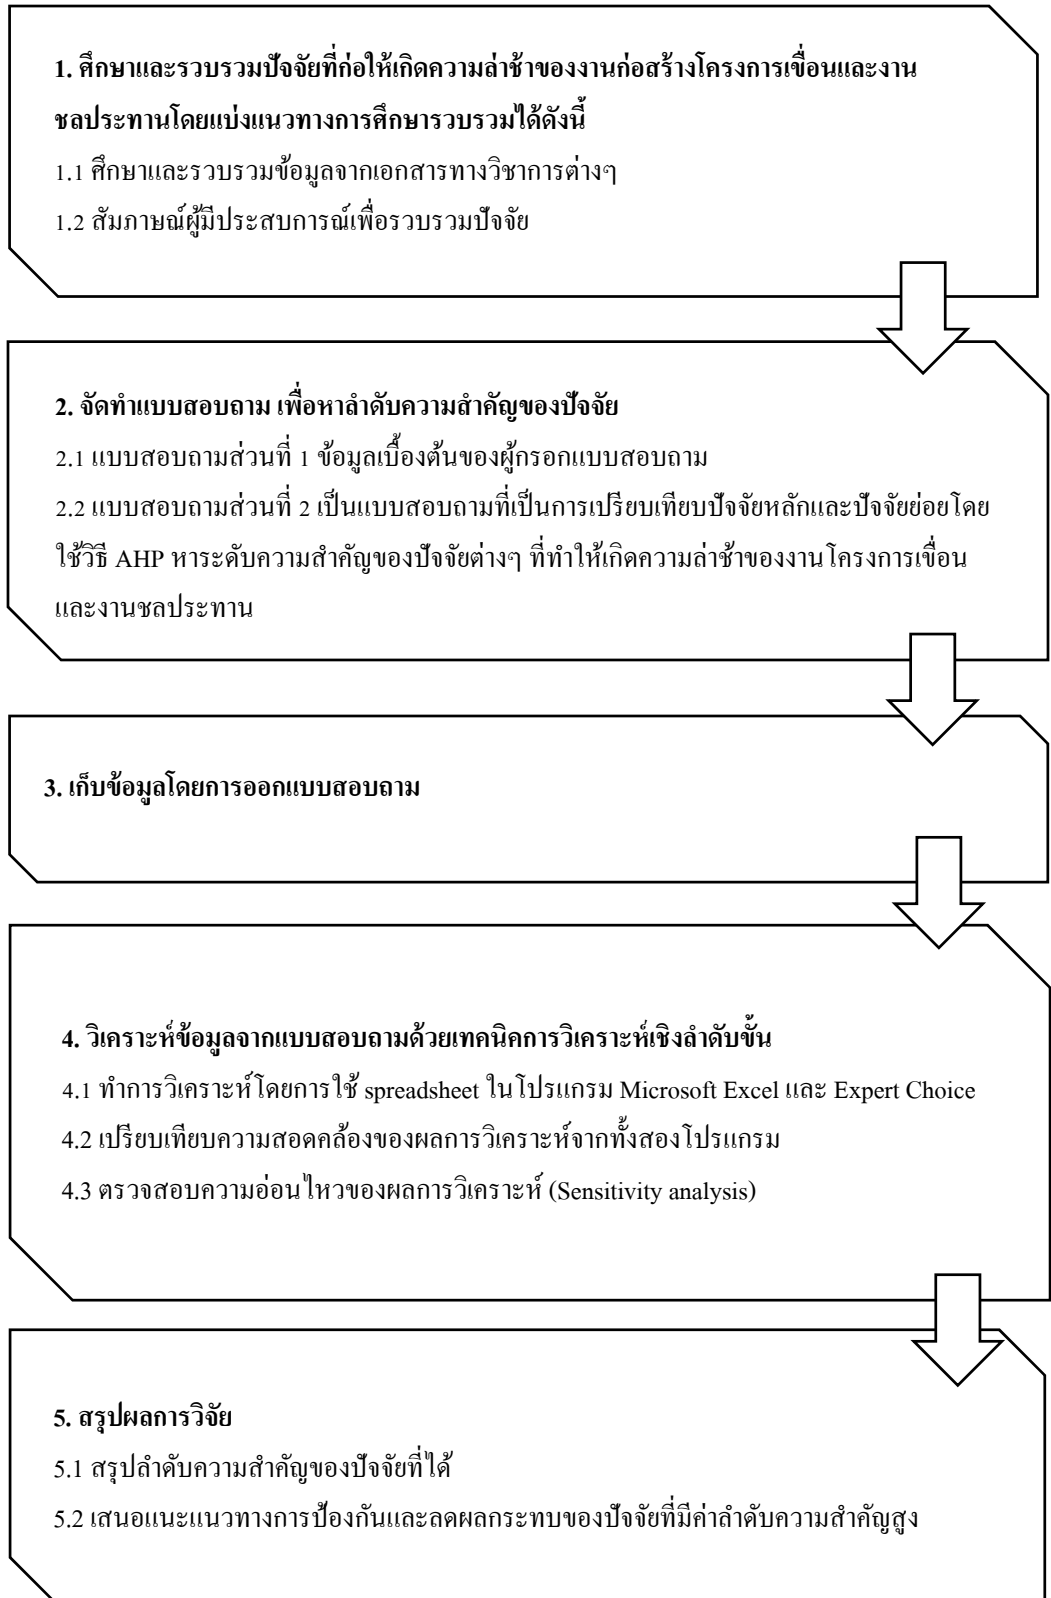 1. ศึกษาและรวบรวมปัจจัยที่ก่อให้เกิดความล่าช้าของงานก่อสร้างโครงการเขื่อนและงาน
ชลประทานโดยแบ่งแนวทางการศึกษารวบรวมได้ดังนี้
1.1 ศึกษาและรวบรวมข้อมูลจากเอกสารทางวิชาการต่างๆ
1.2 สัมภาษณ์ผู้มีประสบการณ์เพื่อรวบรวมปัจจัย
2. จัดทำแบบสอบถาม เพื่อหาลำดับความสำคัญของปัจจัย
2.1 แบบสอบถามส่วนที่ 1 ข้อมูลเบื้องต้นของผู้กรอกแบบสอบถาม
2.2 แบบสอบถามส่วนที่ 2 เป็นแบบสอบถามที่เป็นการเปรียบเทียบปัจจัยหลักและปัจจัยย่อยโดย
ใช้วิธี AHP หาระดับความสำคัญของปัจจัยต่างๆ ที่ทำให้เกิดความล่าช้าของงานโครงการเขื่อน
และงานชลประทาน
3. เก็บข้อมูลโดยการออกแบบสอบถาม
4. วิเคราะห์ข้อมูลจากแบบสอบถามด้วยเทคนิคการวิเคราะห์เชิงลำดับขั้น
4.1 ทำการวิเคราะห์โดยการใช้ spreadsheet ในโปรแกรม Microsoft Excel และ Expert Choice
4.2 เปรียบเทียบความสอดคล้องของผลการวิเคราะห์จากทั้งสองโปรแกรม
4.3 ตรวจสอบความอ่อนไหวของผลการวิเคราะห์ (Sensitivity analysis)
5. สรุปผลการวิจัย
5.1 สรุปลำดับความสำคัญของปัจจัยที่ได้
5.2 เสนอแนะแนวทางการป้องกันและลดผลกระทบของปัจจัยที่มีค่าลำดับความสำคัญสูง